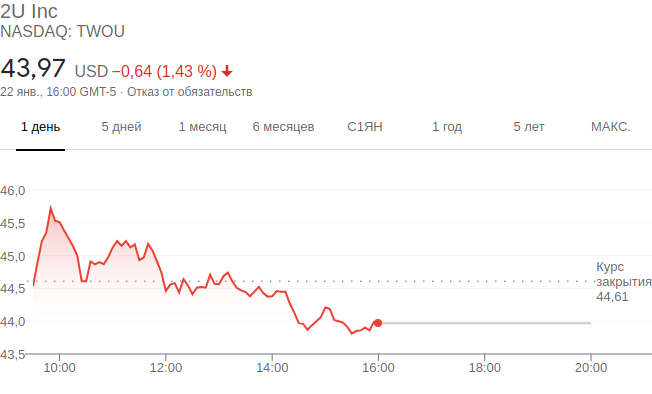 2U Inc
NASDAQ: TWOU
43,97 USD −0,64 (1,43 %)
22 янв., 16:00 GMT-5 · Отказ от обязательств
1 день 5 дней 1 месяц 6 месяцев С1ЯН 1 год 5 лет МАКС.
46,0
45,5
45,0
44,5
44,0
43,5
Курс
закрытия
44,61
10:00 12:00 14:00 16:00 18:00 20:00